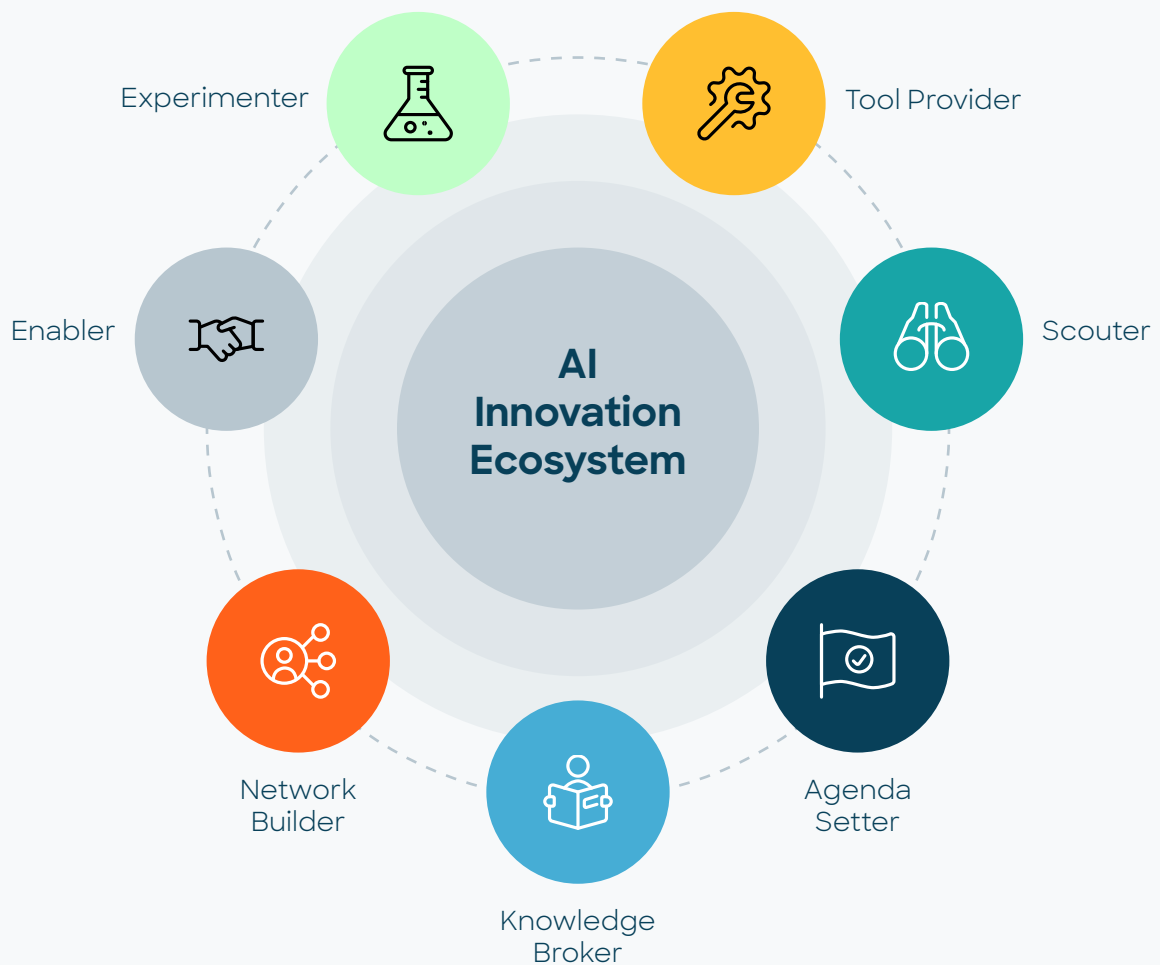 Experimenter
Tool Provider
Enabler
Scouter
AI
Innovation
Ecosystem
Network
Builder
Agenda
Setter
Knowledge
Broker